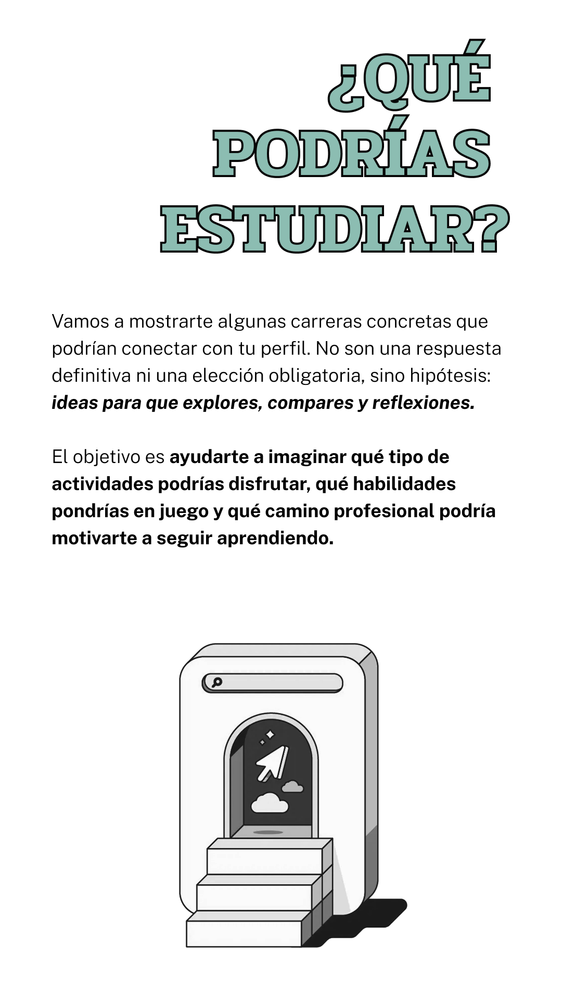 ¿QUÉ
PODRÍAS
ESTUDIAR?
Vamos a mostrarte algunas carreras concretas que
podrían conectar con tu perfil. No son una respuesta
definitiva ni una elección obligatoria, sino hipótesis:
ideas para que explores, compares y reflexiones.
El objetivo es ayudarte a imaginar qué tipo de
actividades podrías disfrutar, qué habilidades
pondrías en juego y qué camino profesional podría
motivarte a seguir aprendiendo.